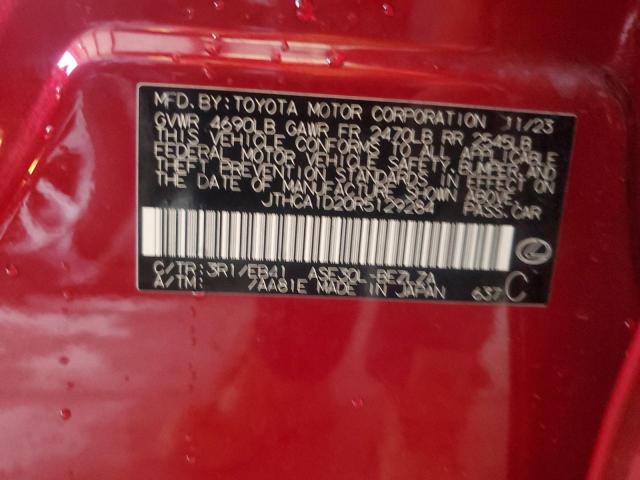 MFD. BY: TOYOTA MOTOR CORPORATION 11/23
GVWR 4690LB GAWR FR 2470LB RR 2545LB
THIS VEHICLE CONFORMS TO ALL APPLICABLE
FEDERAL MOTOR VEHICLE SAFETY, BUMPER, AND
THEFT PREVENTION STANDARDS IN EFFECT ON
THE DATE OF MANUFACTURE SHOWN ABOVE.
JTHCA1D20R5129284 PASS. CAR
C/TR: 3R1/EB41 ASE30L-BEZLZA
A/TM: /AA81E MADE IN JAPAN 637 C